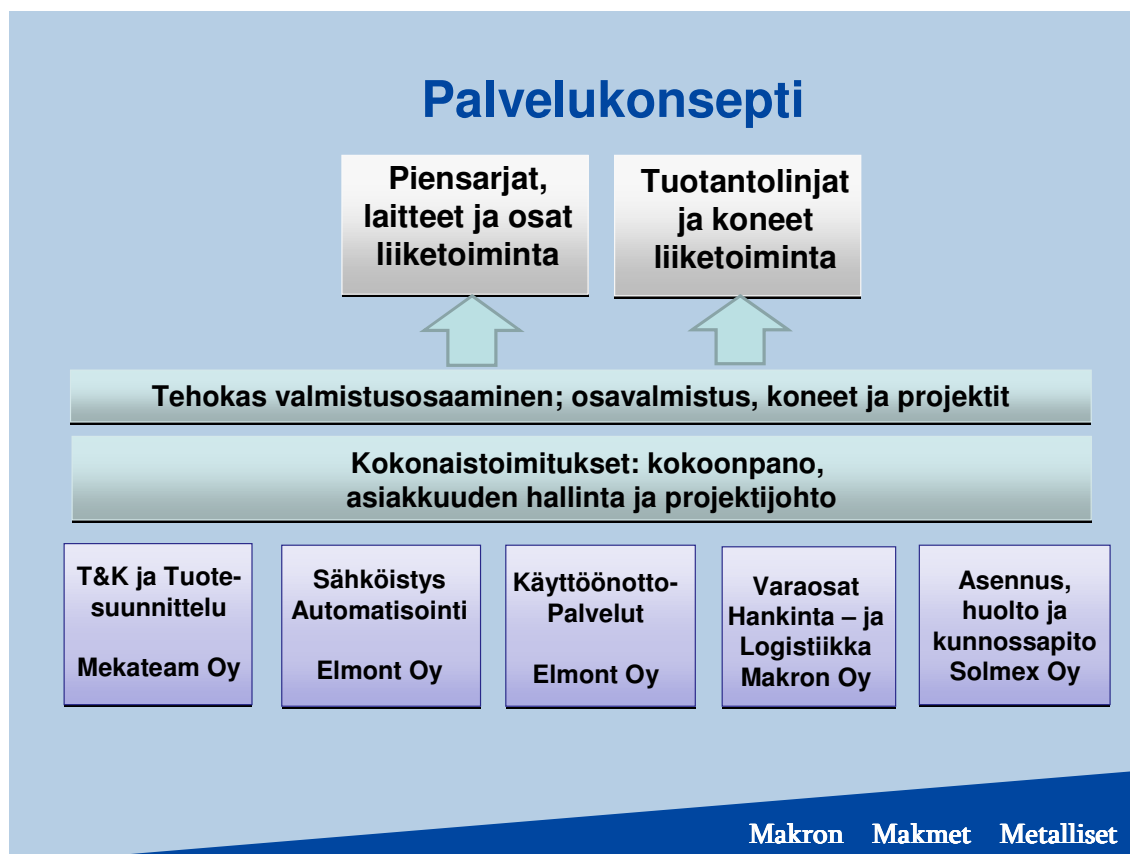 Palvelukonsepti
Piensarjat,
laitteet ja osat
liiketoiminta
Tuotantolinjat
ja koneet
liiketoiminta
Tehokas valmistusosaaminen; osavalmistus, koneet ja projektit
Kokonaistoimitukset: kokoonpano,
asiakkuuden hallinta ja projektijohto
T&K ja Tuote-
suunnittelu
Mekateam Oy
Sähköistys
Automatisointi
Elmont Oy
Käyttöönotto-
Palvelut
Elmont Oy
Varaosat
Hankinta – ja
Logistiikka
Makron Oy
Asennus,
huolto ja
kunnossapito
Solmex Oy
Makron Makmet Metalliset